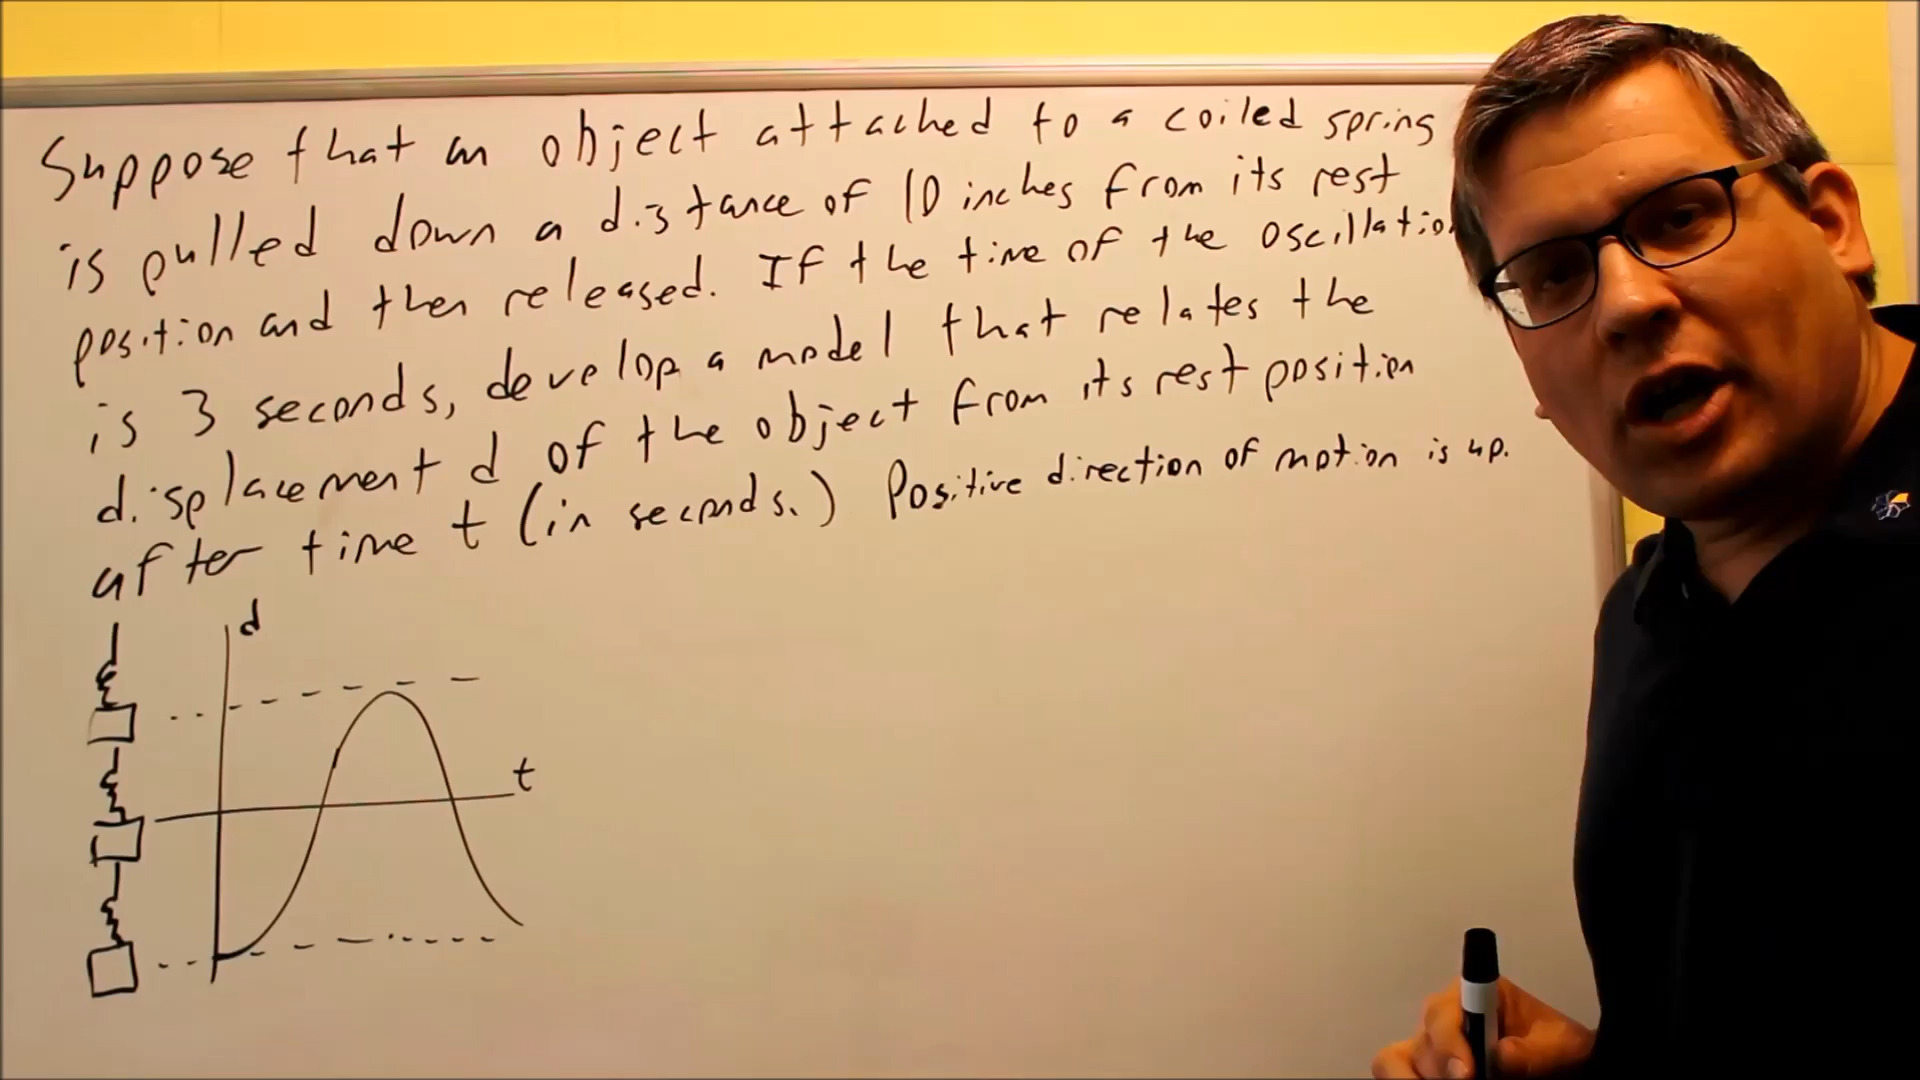 Suppose that an object attached to a coiled spring
is pulled down a distance of 10 inches from its rest
position and then released. If the time of the oscillation
is 3 seconds, develop a model that relates the
displacement d of the object from its rest position
after time t (in seconds.) Positive direction of motion is up.
d
t